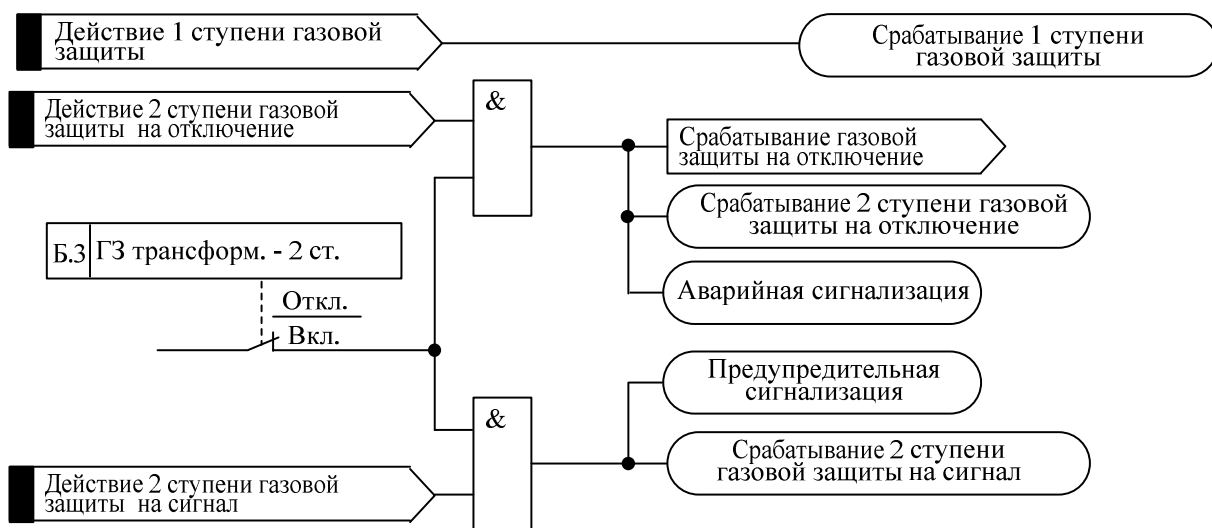 Действие 1 ступени газовой
защиты
Срабатывание 1 ступени
газовой защиты
Действие 2 ступени газовой
защиты на отключение
&
Срабатывание газовой
защиты на отключение
Срабатывание 2 ступени газовой
защиты на отключение
Б.3 ГЗ трансформ. - 2 ст.
Аварийная сигнализация
Откл.
Вкл.
Предупредительная
сигнализация
&
Срабатывание 2 ступени
газовой защиты на сигнал
Действие 2 ступени газовой
защиты на сигнал